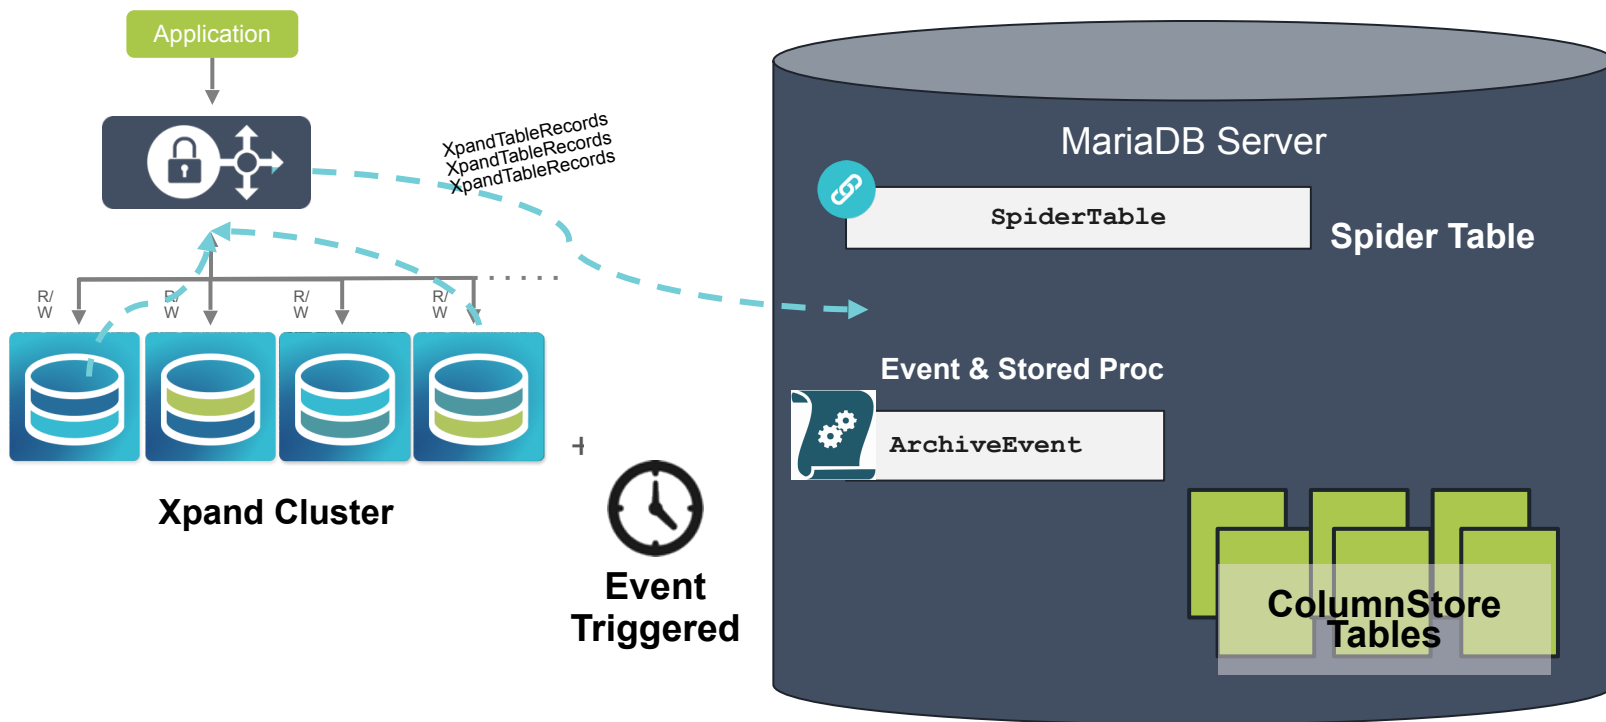 Application
XpandTableRecords
XpandTableRecords
XpandTableRecords
MariaDB Server
SpiderTable
Spider Table
R/
W
R/
W
R/
W
R/
W
Event & Stored Proc
ArchiveEvent
+
Xpand Cluster
Event
Triggered
ColumnStore
Tables